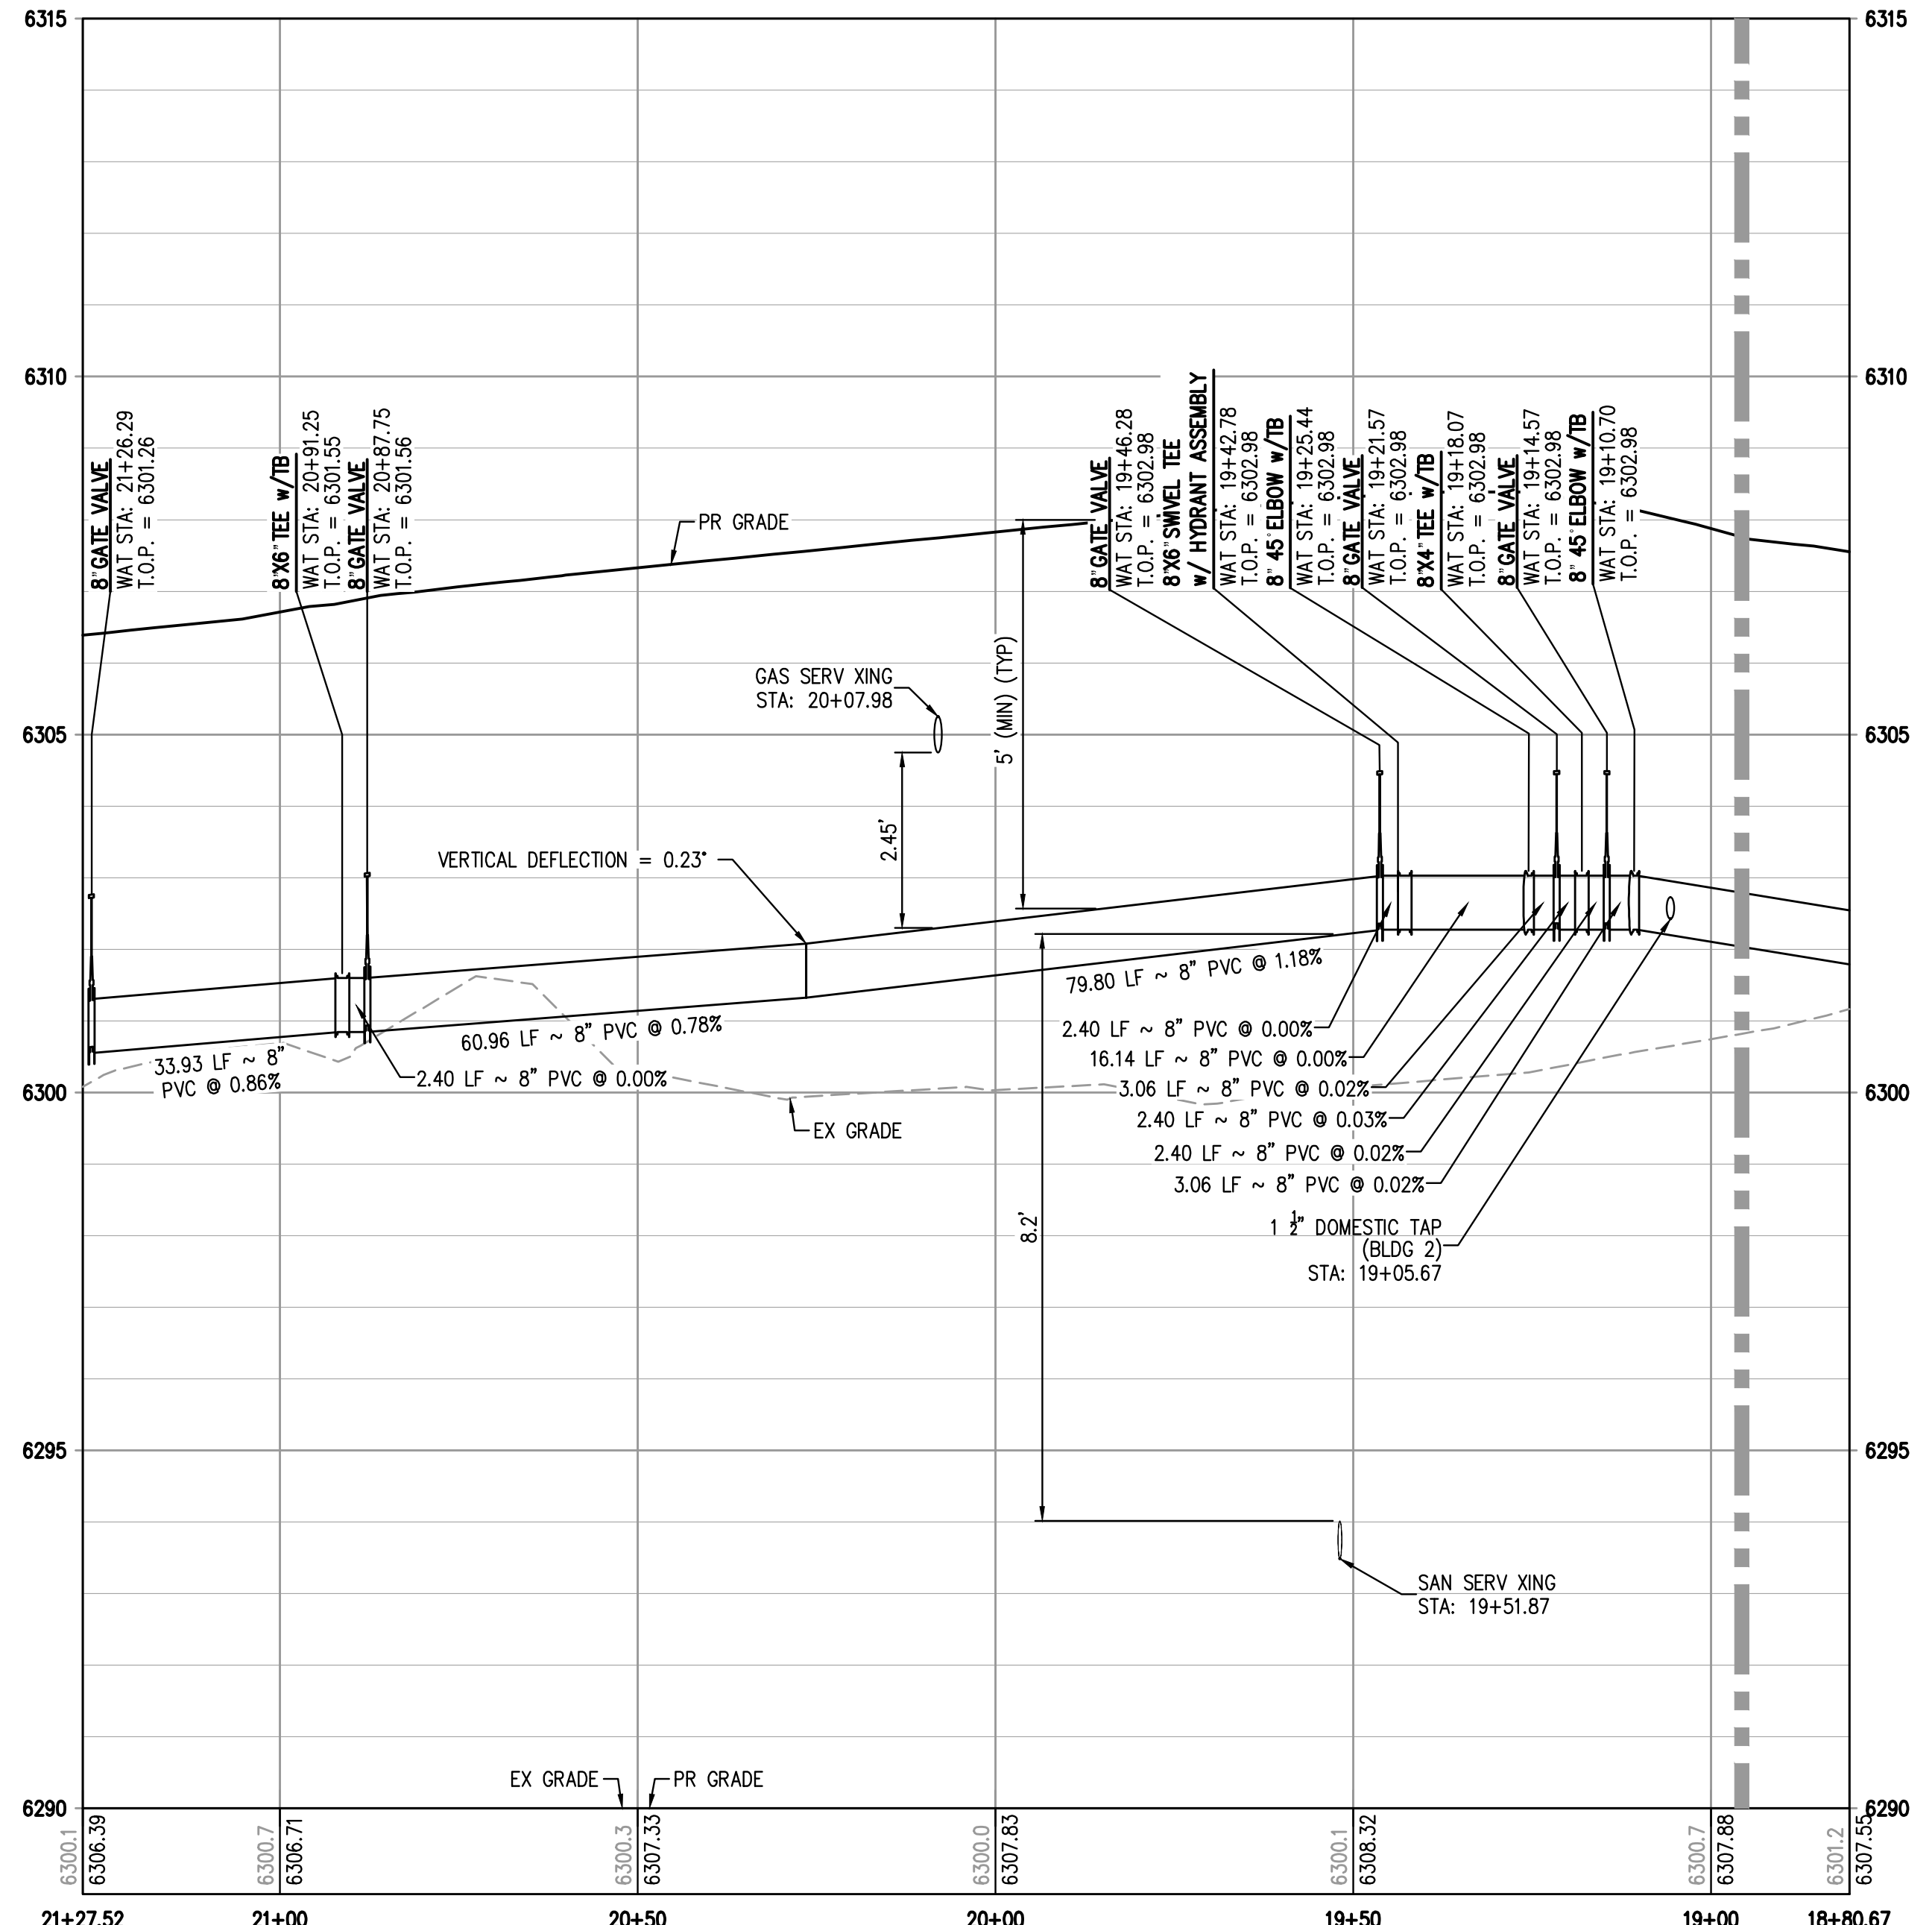 6315
6315
6310
6310
6305
6305
6300
6300
6295
6295
6290
6290
8" GATE VALVE
WAT STA: 21+26.29
T.O.P. = 6301.26
8"X6" TEE w/TB
WAT STA: 20+91.25
T.O.P. = 6301.55
8" GATE VALVE
WAT STA: 20+87.75
T.O.P. = 6301.56
PR GRADE
8" GATE VALVE
WAT STA: 19+46.28
T.O.P. = 6302.98
8"X6" SWIVEL TEE
w/ HYDRANT ASSEMBLY
WAT STA: 19+42.78
T.O.P. = 6302.98
8" 45° ELBOW w/TB
WAT STA: 19+25.44
T.O.P. = 6302.98
8" GATE VALVE
WAT STA: 19+21.57
T.O.P. = 6302.98
8"X4" TEE w/TB
WAT STA: 19+18.07
T.O.P. = 6302.98
8" GATE VALVE
WAT STA: 19+14.57
T.O.P. = 6302.98
8" 45° ELBOW w/TB
WAT STA: 19+10.70
T.O.P. = 6302.98
GAS SERV XING
STA: 20+07.98
5' (MIN) (TYP)
2.45'
VERTICAL DEFLECTION = 0.23°
33.93 LF ~ 8"
PVC @ 0.86%
60.96 LF ~ 8" PVC @ 0.78%
2.40 LF ~ 8" PVC @ 0.00%
EX GRADE
79.80 LF ~ 8" PVC @ 1.18%
2.40 LF ~ 8" PVC @ 0.00%
16.14 LF ~ 8" PVC @ 0.00%
3.06 LF ~ 8" PVC @ 0.02%
2.40 LF ~ 8" PVC @ 0.03%
2.40 LF ~ 8" PVC @ 0.02%
3.06 LF ~ 8" PVC @ 0.02%
1 ½" DOMESTIC TAP
(BLDG 2)
STA: 19+05.67
8.2'
SAN SERV XING
STA: 19+51.87
EX GRADE
PR GRADE
6300.1
6306.39
6300.7
6306.71
6300.3
6307.33
6300.0
6307.83
6300.1
6308.32
6300.7
6307.88
6301.2
6307.55
21+27.52
21+00
20+50
20+00
19+50
19+00
18+80.67